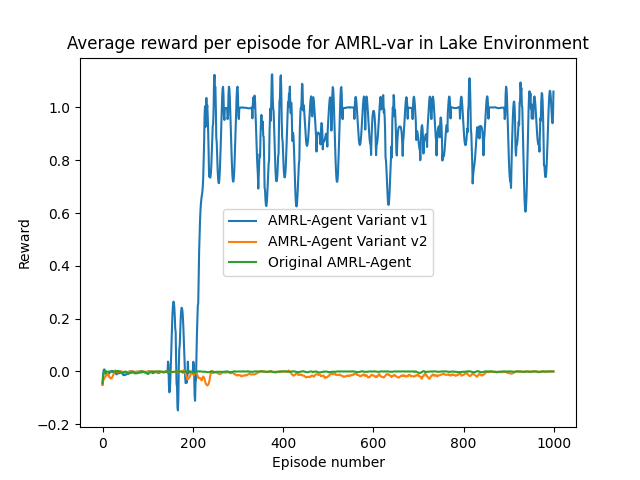 Average reward per episode for AMRL-var in Lake Environment
Reward
1.0
0.8
0.6
0.4
0.2
0.0
−0.2
AMRL-Agent Variant v1
AMRL-Agent Variant v2
Original AMRL-Agent
0 200 400 600 800 1000
Episode number